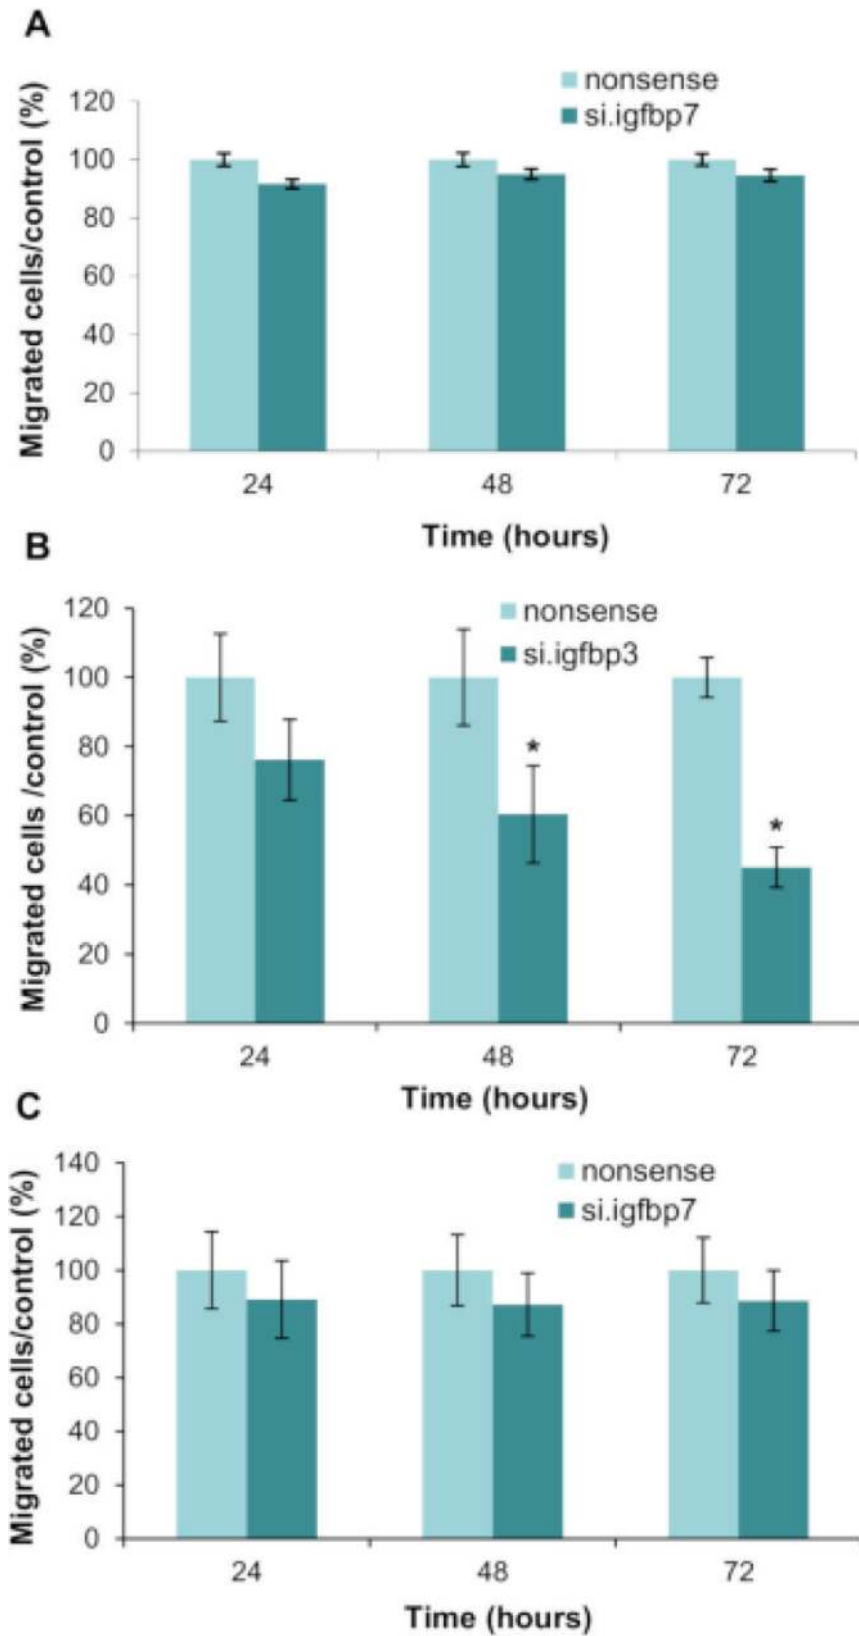 A
nonsense
si.igfbp7
Migrated cells/control (%)
120
100
80
60
40
20
0
24 48 72
Time (hours)
B
nonsense
si.igfbp3
Migrated cells /control (%)
120
100
80
60
40
20
0
*
*
24 48 72
Time (hours)
C
nonsense
si.igfbp7
Migrated cells/control (%)
140
120
100
80
60
40
20
0
24 48 72
Time (hours)